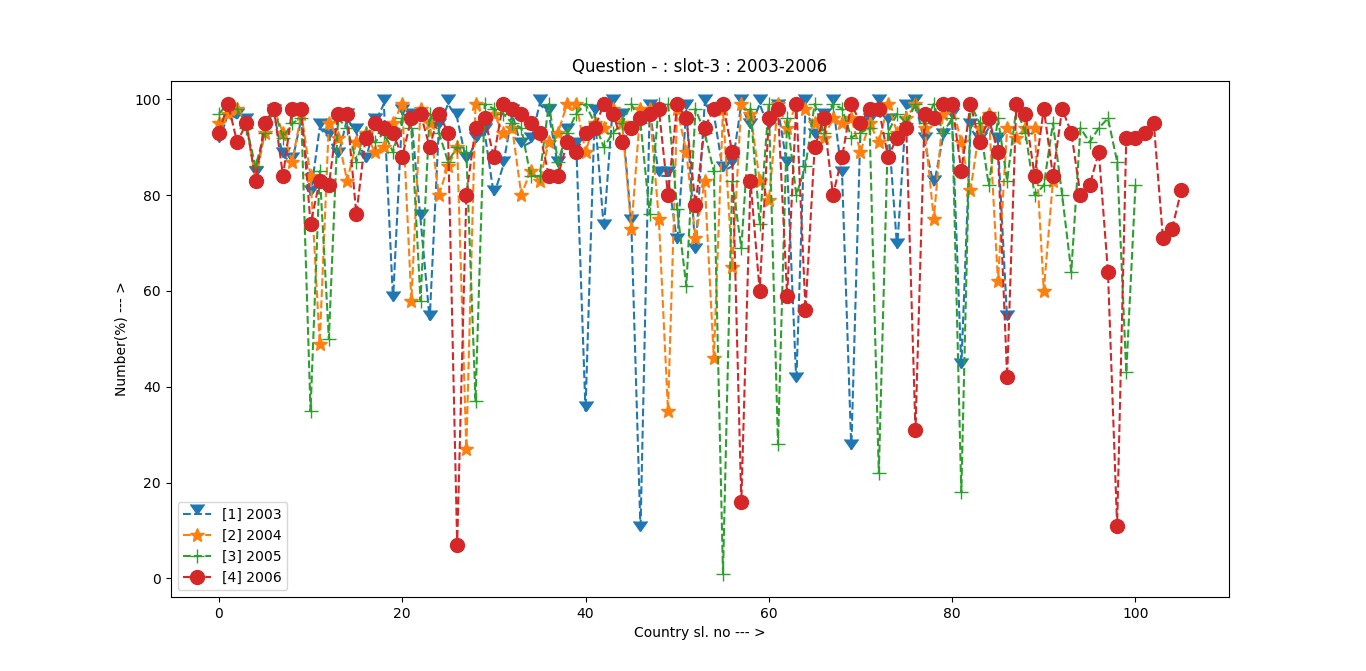 Question - : slot-3 : 2003-2006
Number(%) --- >
100
80
60
40
20
0
[1] 2003
[2] 2004
[3] 2005
[4] 2006
0 20 40 60 80 100
Country sl. no --- >